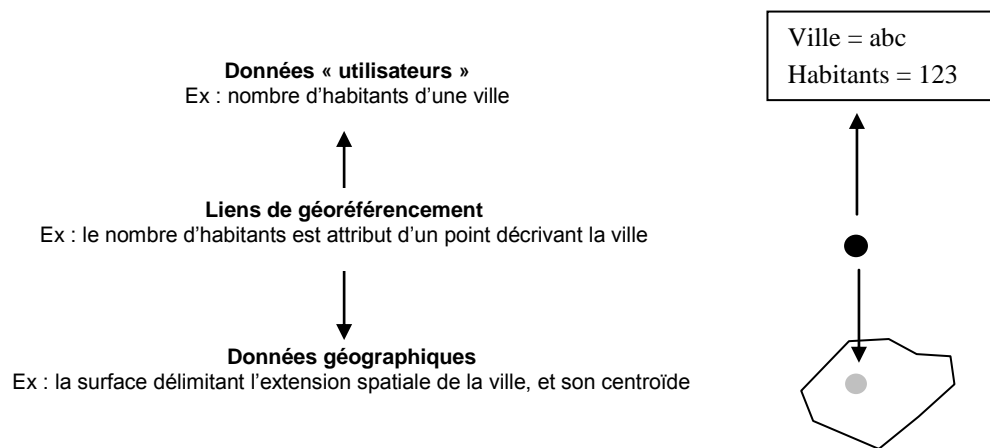 Données « utilisateurs »
Ex : nombre d'habitants d'une ville
Liens de géoréférencement
Ex : le nombre d'habitants est attribut d'un point décrivant la ville
Données géographiques
Ex : la surface délimitant l'extension spatiale de la ville, et son centroïde
Ville = abc
Habitants = 123